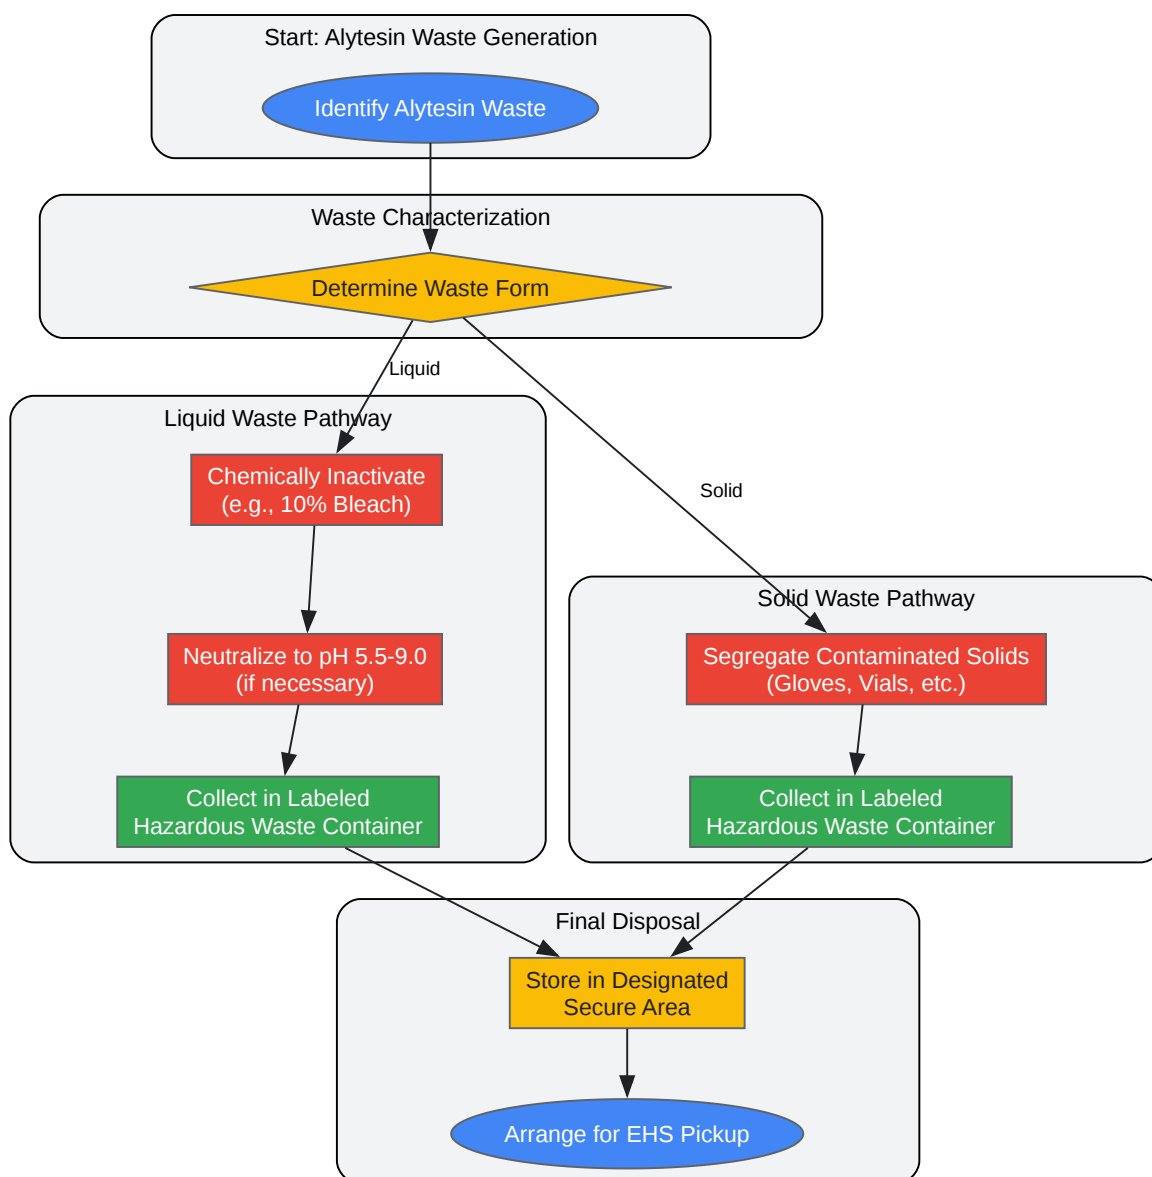 Start: Alytesin Waste Generation
Identify Alytesin Waste
Waste Characterization
Determine Waste Form
Liquid
Solid
Liquid Waste Pathway
Chemically Inactivate
(e.g., 10% Bleach)
Neutralize to pH 5.5-9.0
(if necessary)
Collect in Labeled
Hazardous Waste Container
Solid Waste Pathway
Segregate Contaminated Solids
(Gloves, Vials, etc.)
Collect in Labeled
Hazardous Waste Container
Final Disposal
Store in Designated
Secure Area
Arrange for EHS Pickup